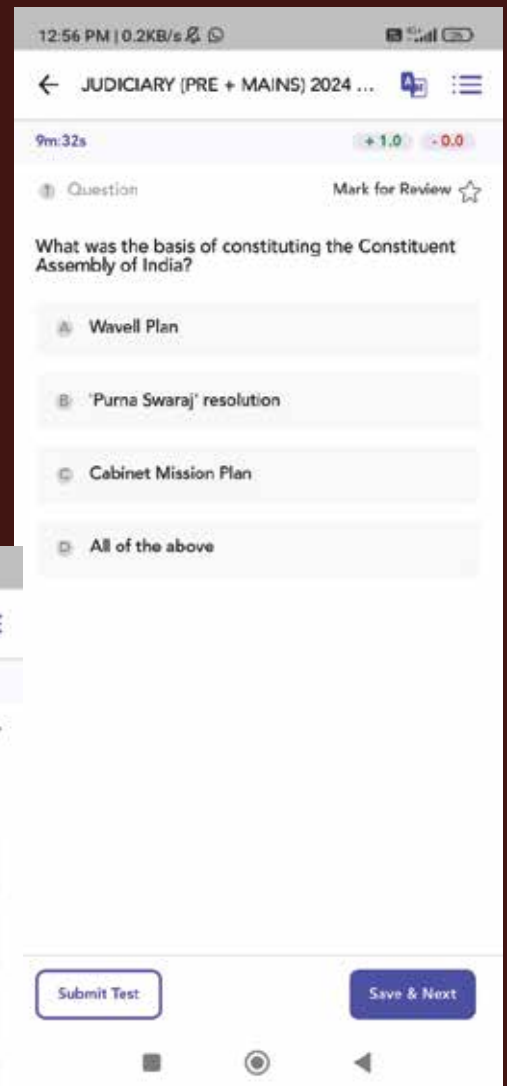 12:56 PM | 0.2KB/s
JUDICIARY (PRE + MAINS) 2024 ...
9m:32s + 1.0 - 0.0
1 Question Mark for Review
What was the basis of constituting the Constituent
Assembly of India?
A Wavell Plan
B 'Purna Swaraj' resolution
C Cabinet Mission Plan
D All of the above
Submit Test Save & Next